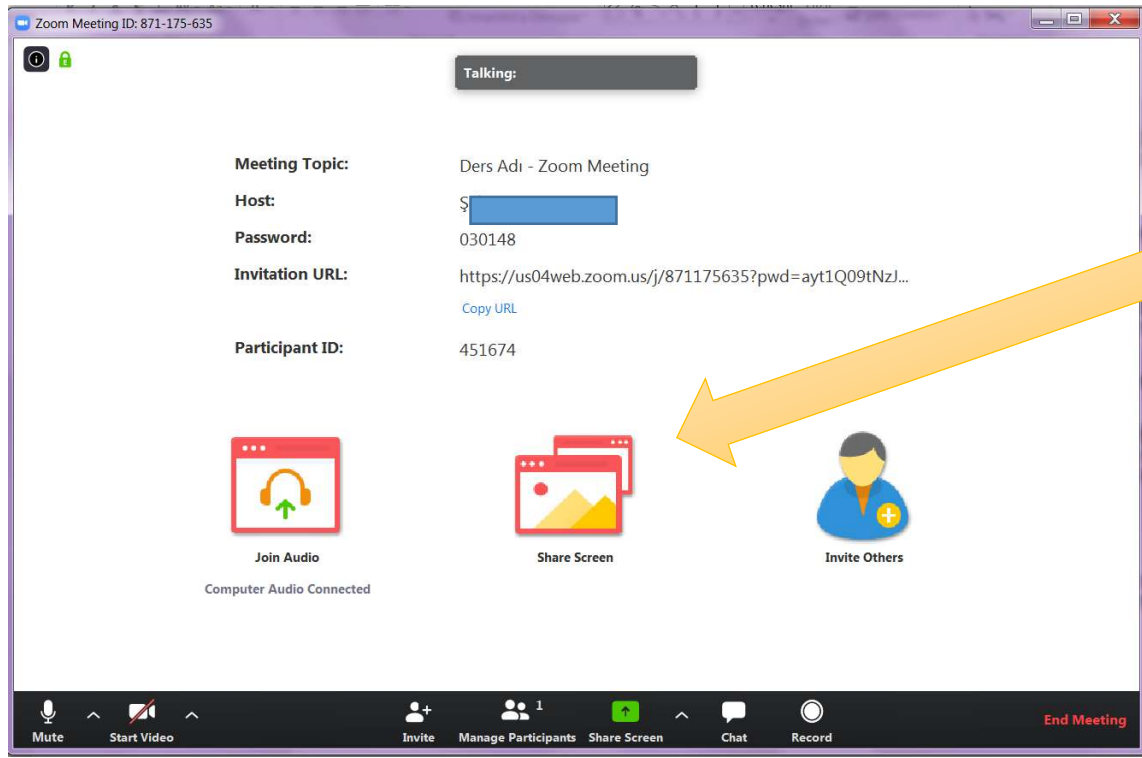 Zoom Meeting ID: 871-175-635
Talking:
Meeting Topic: Ders Adı - Zoom Meeting
Host: Ş
Password: 030148
Invitation URL: https://us04web.zoom.us/j/871175635?pwd=ayt1Q09tNzJ...
Copy URL
Participant ID: 451674
Join Audio Share Screen Invite Others
Computer Audio Connected
1
Mute Start Video Invite Manage Participants Share Screen Chat Record End Meeting